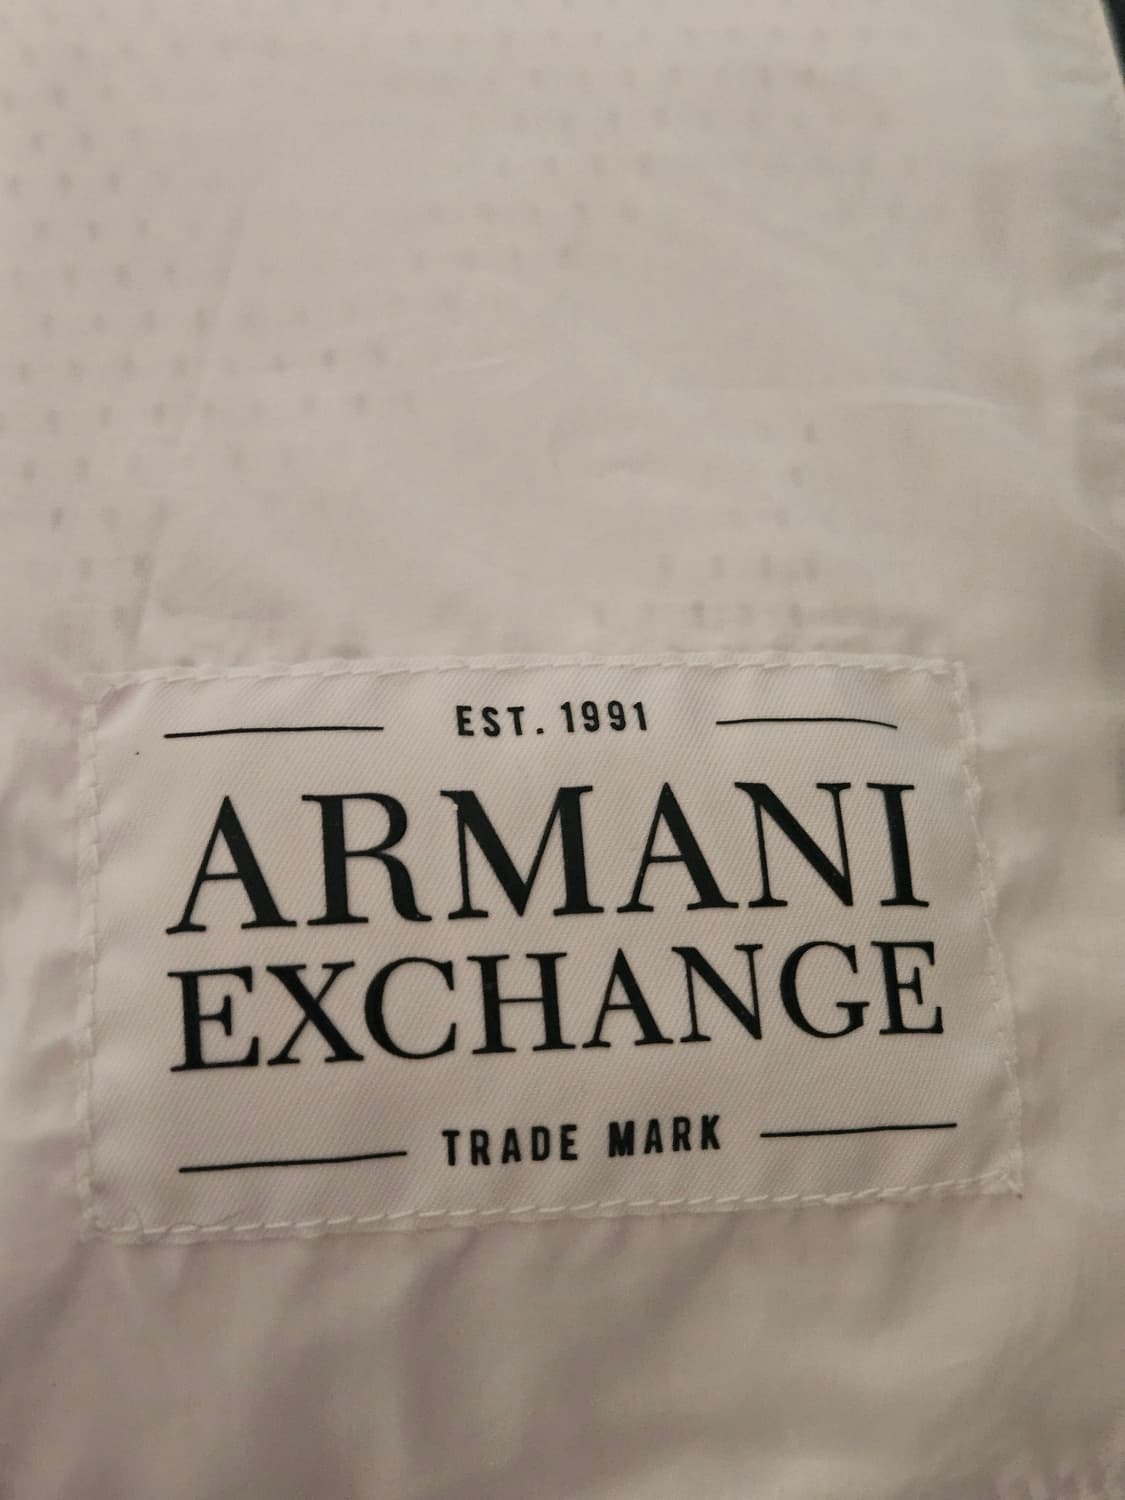 EST. 1991
ARMANI
EXCHANGE
TRADE MARK